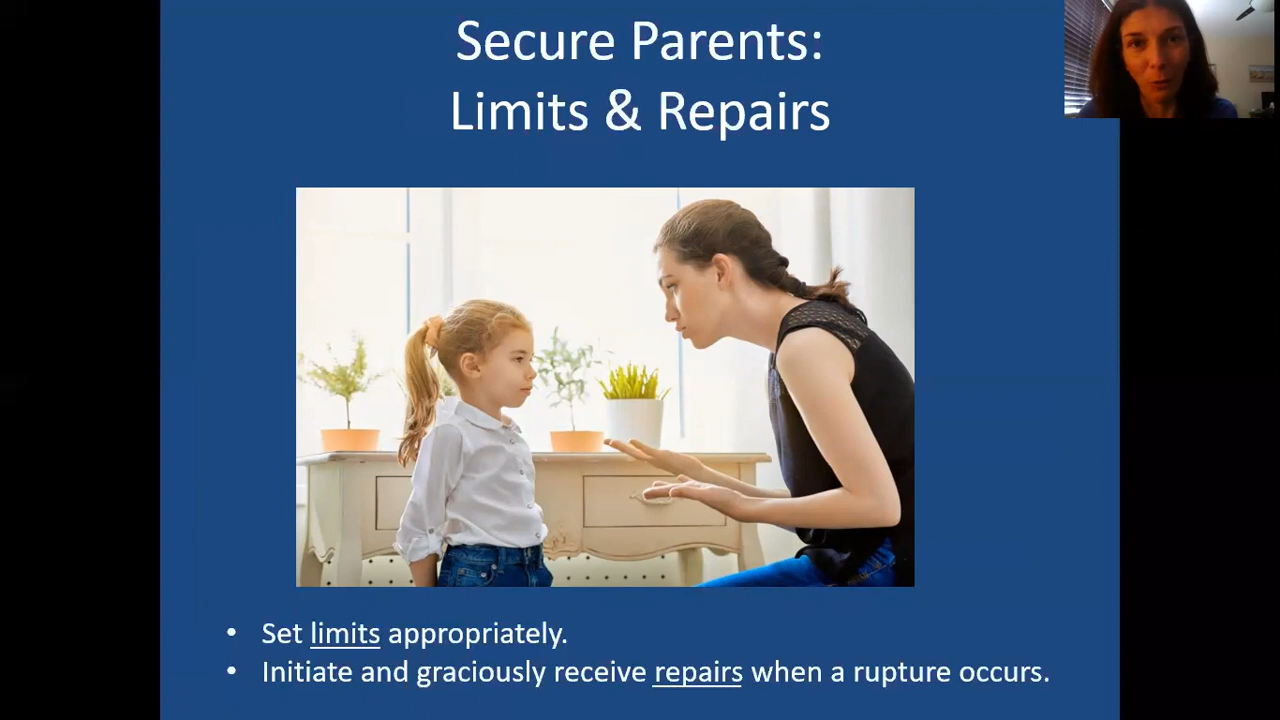 Secure Parents:
Limits & Repairs
• Set limits appropriately.
• Initiate and graciously receive repairs when a rupture occurs.